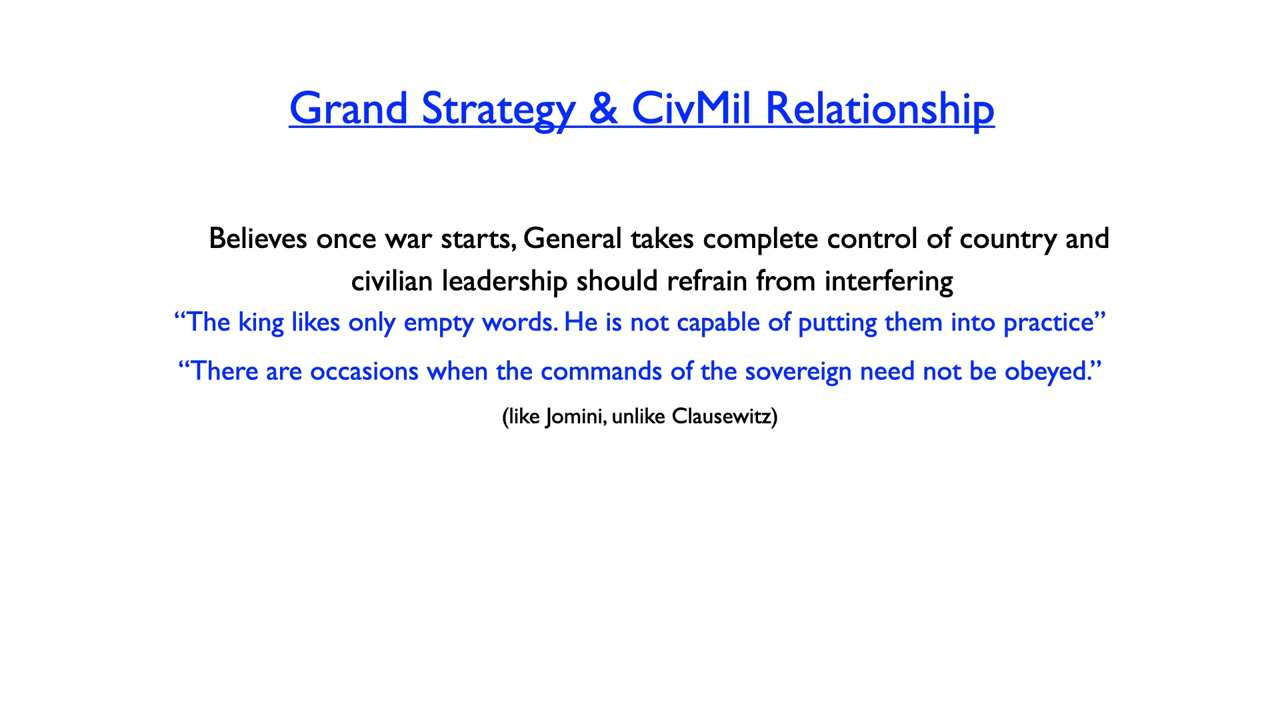 Grand Strategy & CivMil Relationship
Believes once war starts, General takes complete control of country and
civilian leadership should refrain from interfering
“The king likes only empty words. He is not capable of putting them into practice”
“There are occasions when the commands of the sovereign need not be obeyed.”
(like Jomini, unlike Clausewitz)